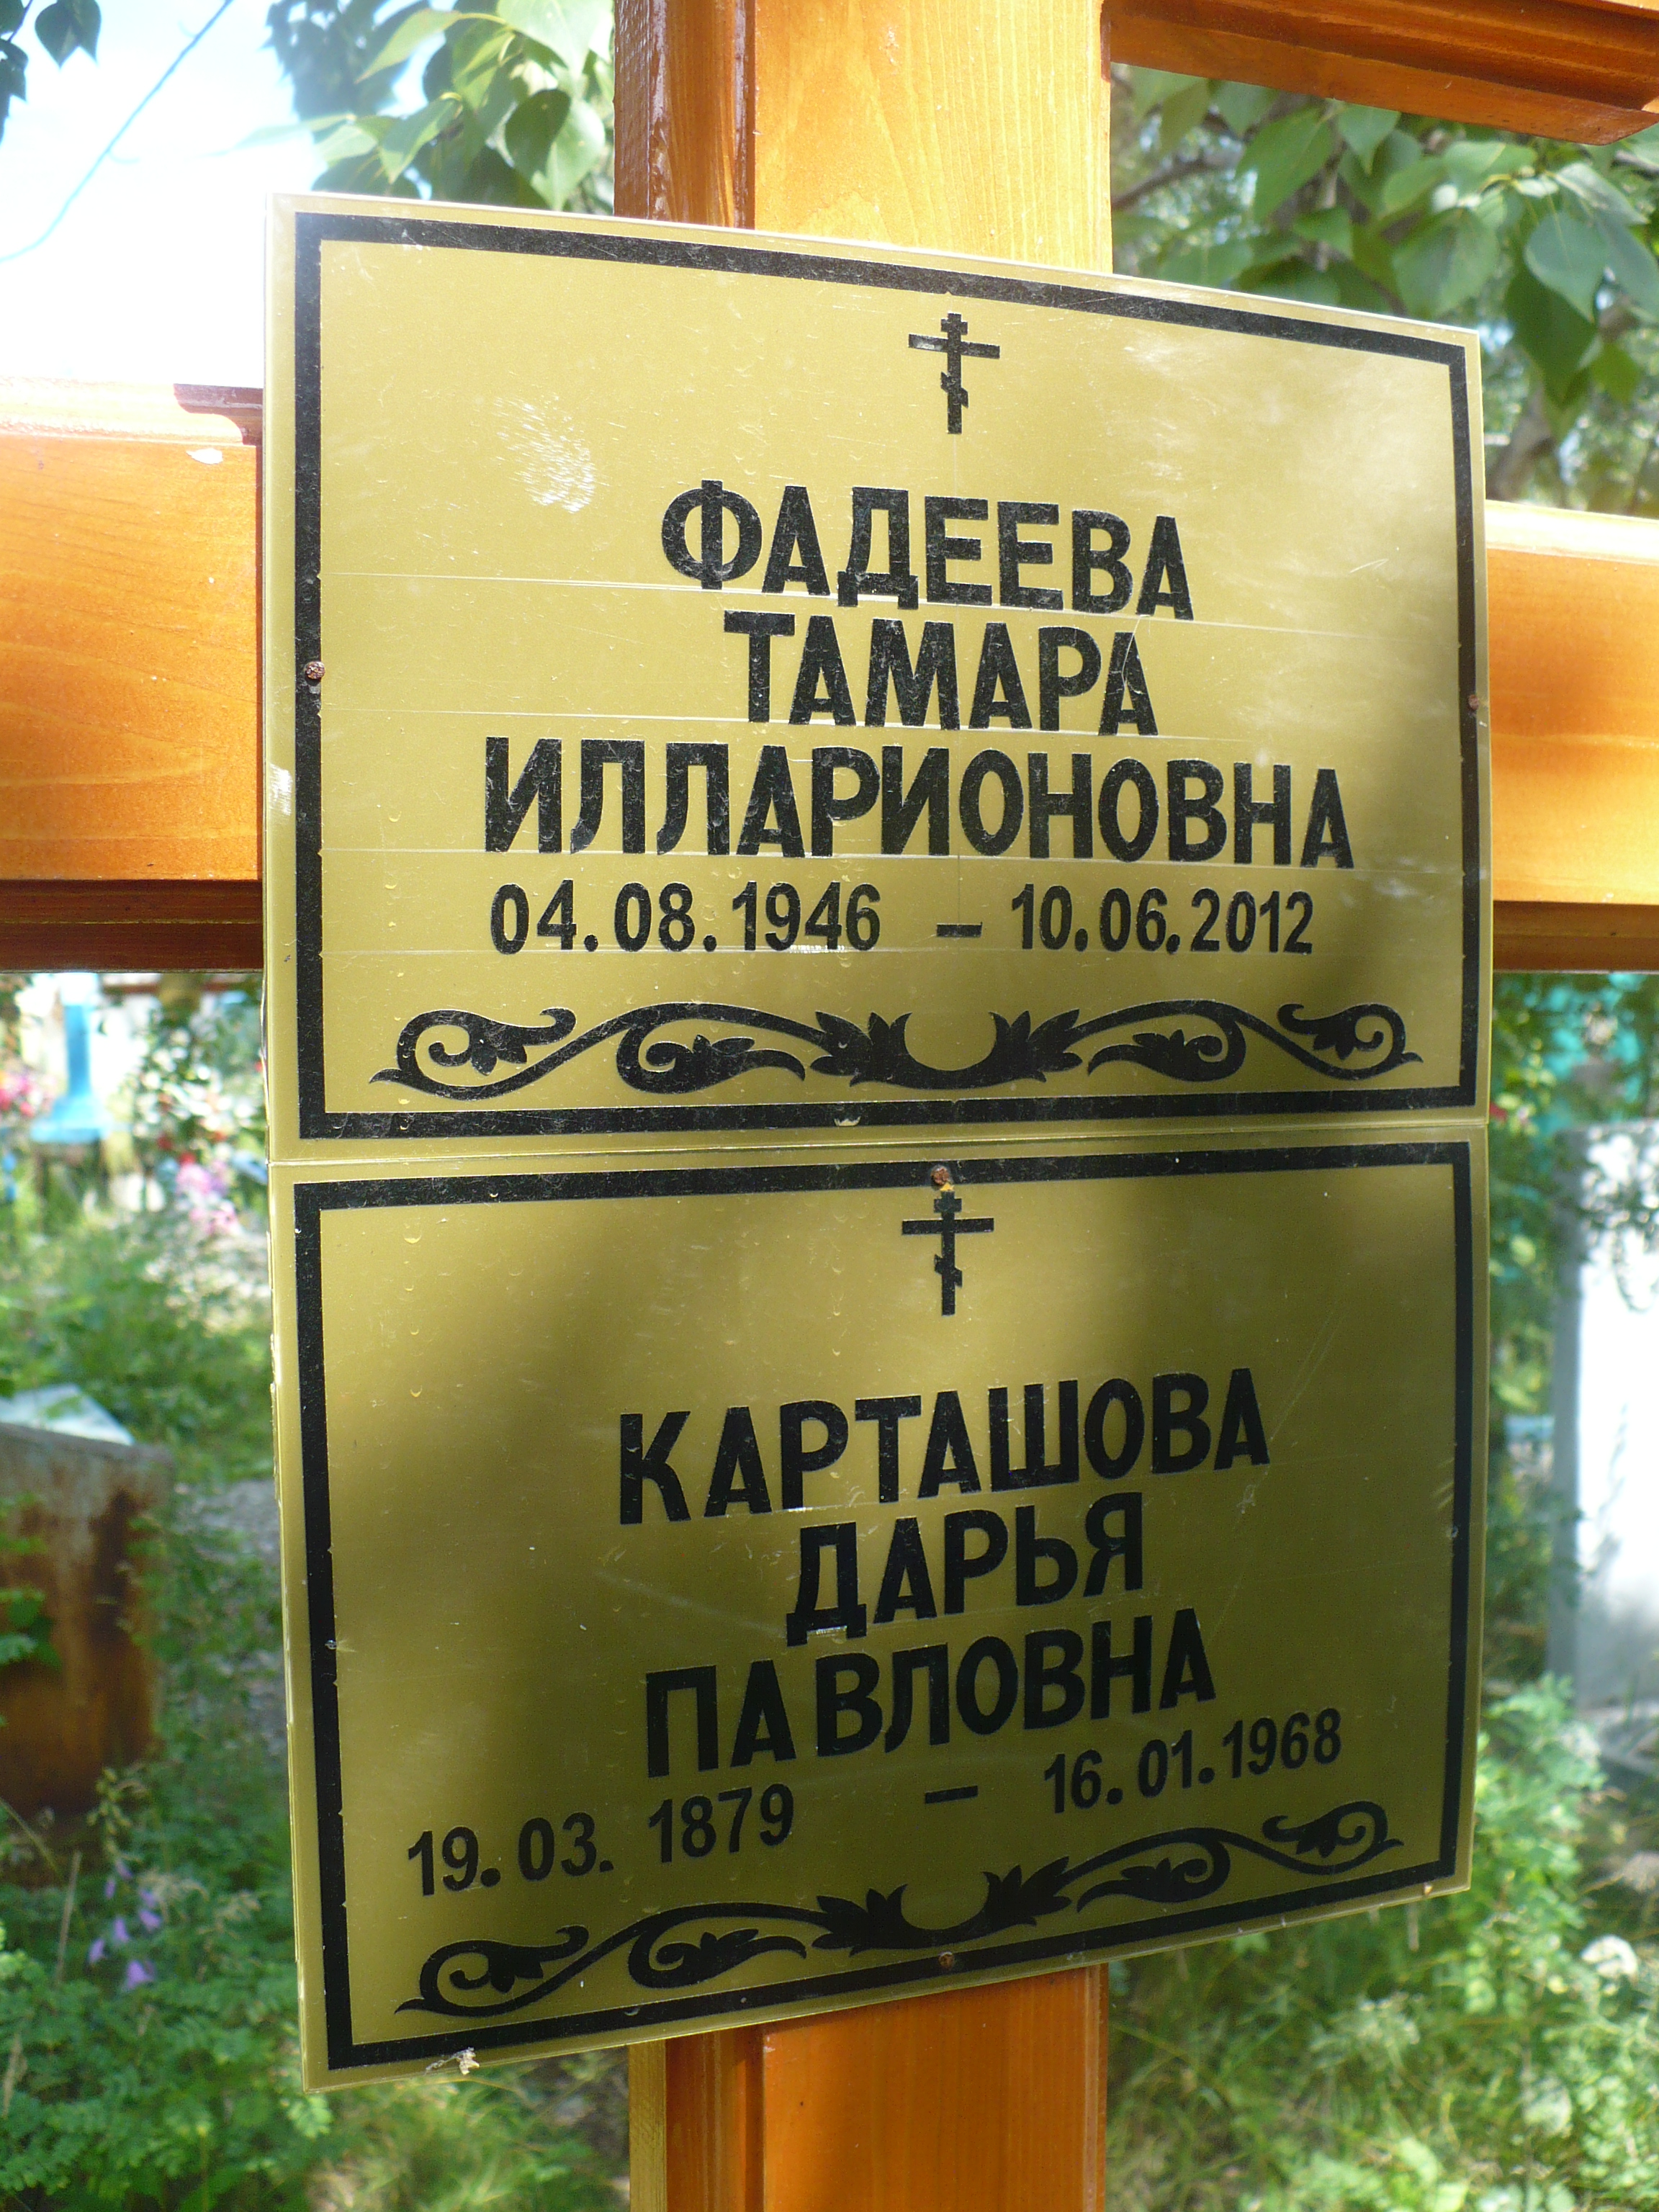 ФАДЕЕВА
ТАМАРА
ИЛЛАРИОНОВНА
04.08.1946 – 10.06.2012
КАРТАШОВА
ДАРЬЯ
ПАВЛОВНА
19.03.1879 – 16.01.1968